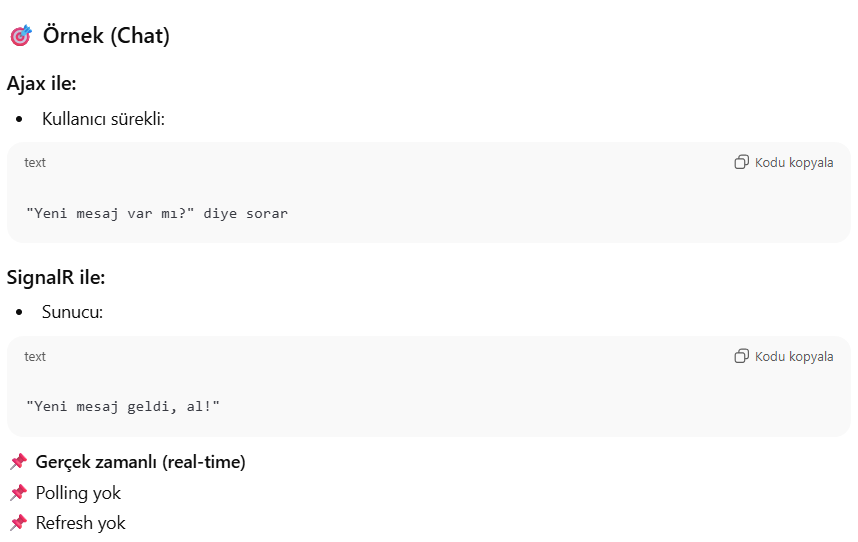 🎯 Örnek (Chat)
Ajax ile:
• Kullanıcı sürekli:
text
Kodu kopyala
"Yeni mesaj var mı?" diye sorar
SignalR ile:
• Sunucu:
text
Kodu kopyala
"Yeni mesaj geldi, al!"
📌 Gerçek zamanlı (real-time)
📌 Polling yok
📌 Refresh yok